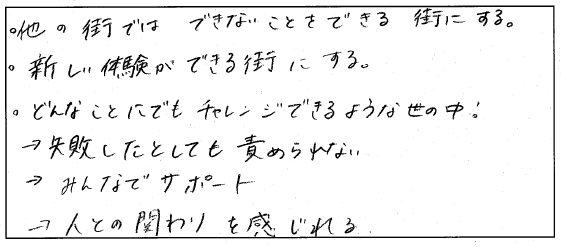 。他の街では できないことをできる 街にする。
。新しい体験ができる街にする。
。どんなことにでもチャレンジできるような世の中!
→失敗したとしても責められない
→ みんなでサポート
→ 人との関わりを感じれる